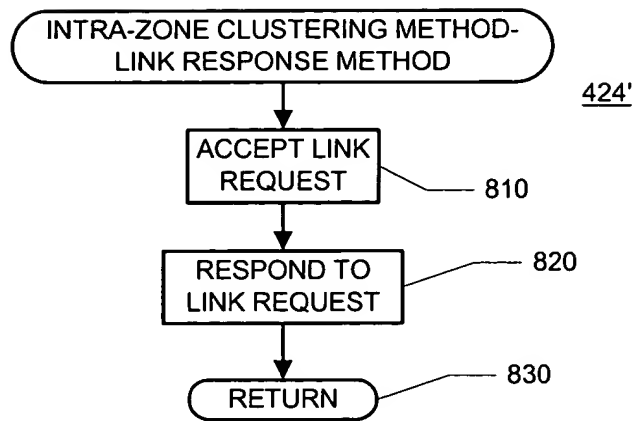 INTRA-ZONE CLUSTERING METHOD-
LINK RESPONSE METHOD
424'
ACCEPT LINK
REQUEST
810
RESPOND TO
LINK REQUEST
820
RETURN
830